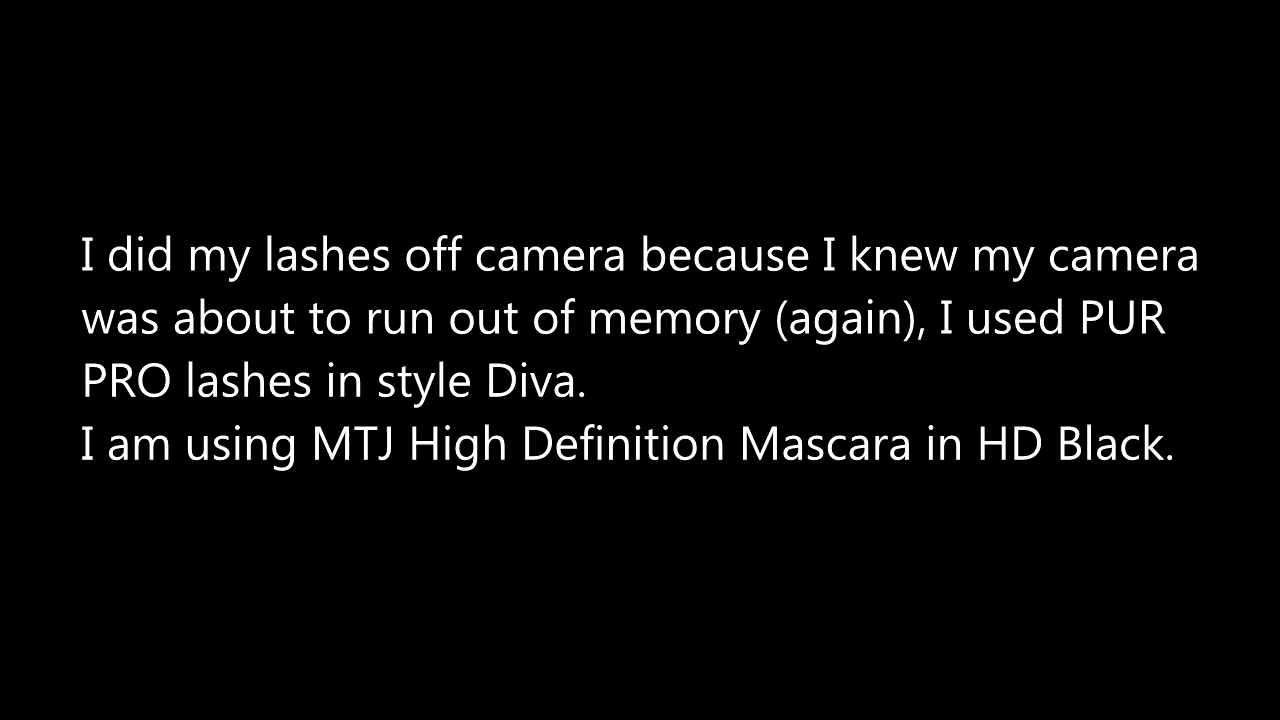 I did my lashes off camera because I knew my camera
was about to run out of memory (again), I used PUR
PRO lashes in style Diva.
I am using MTJ High Definition Mascara in HD Black.